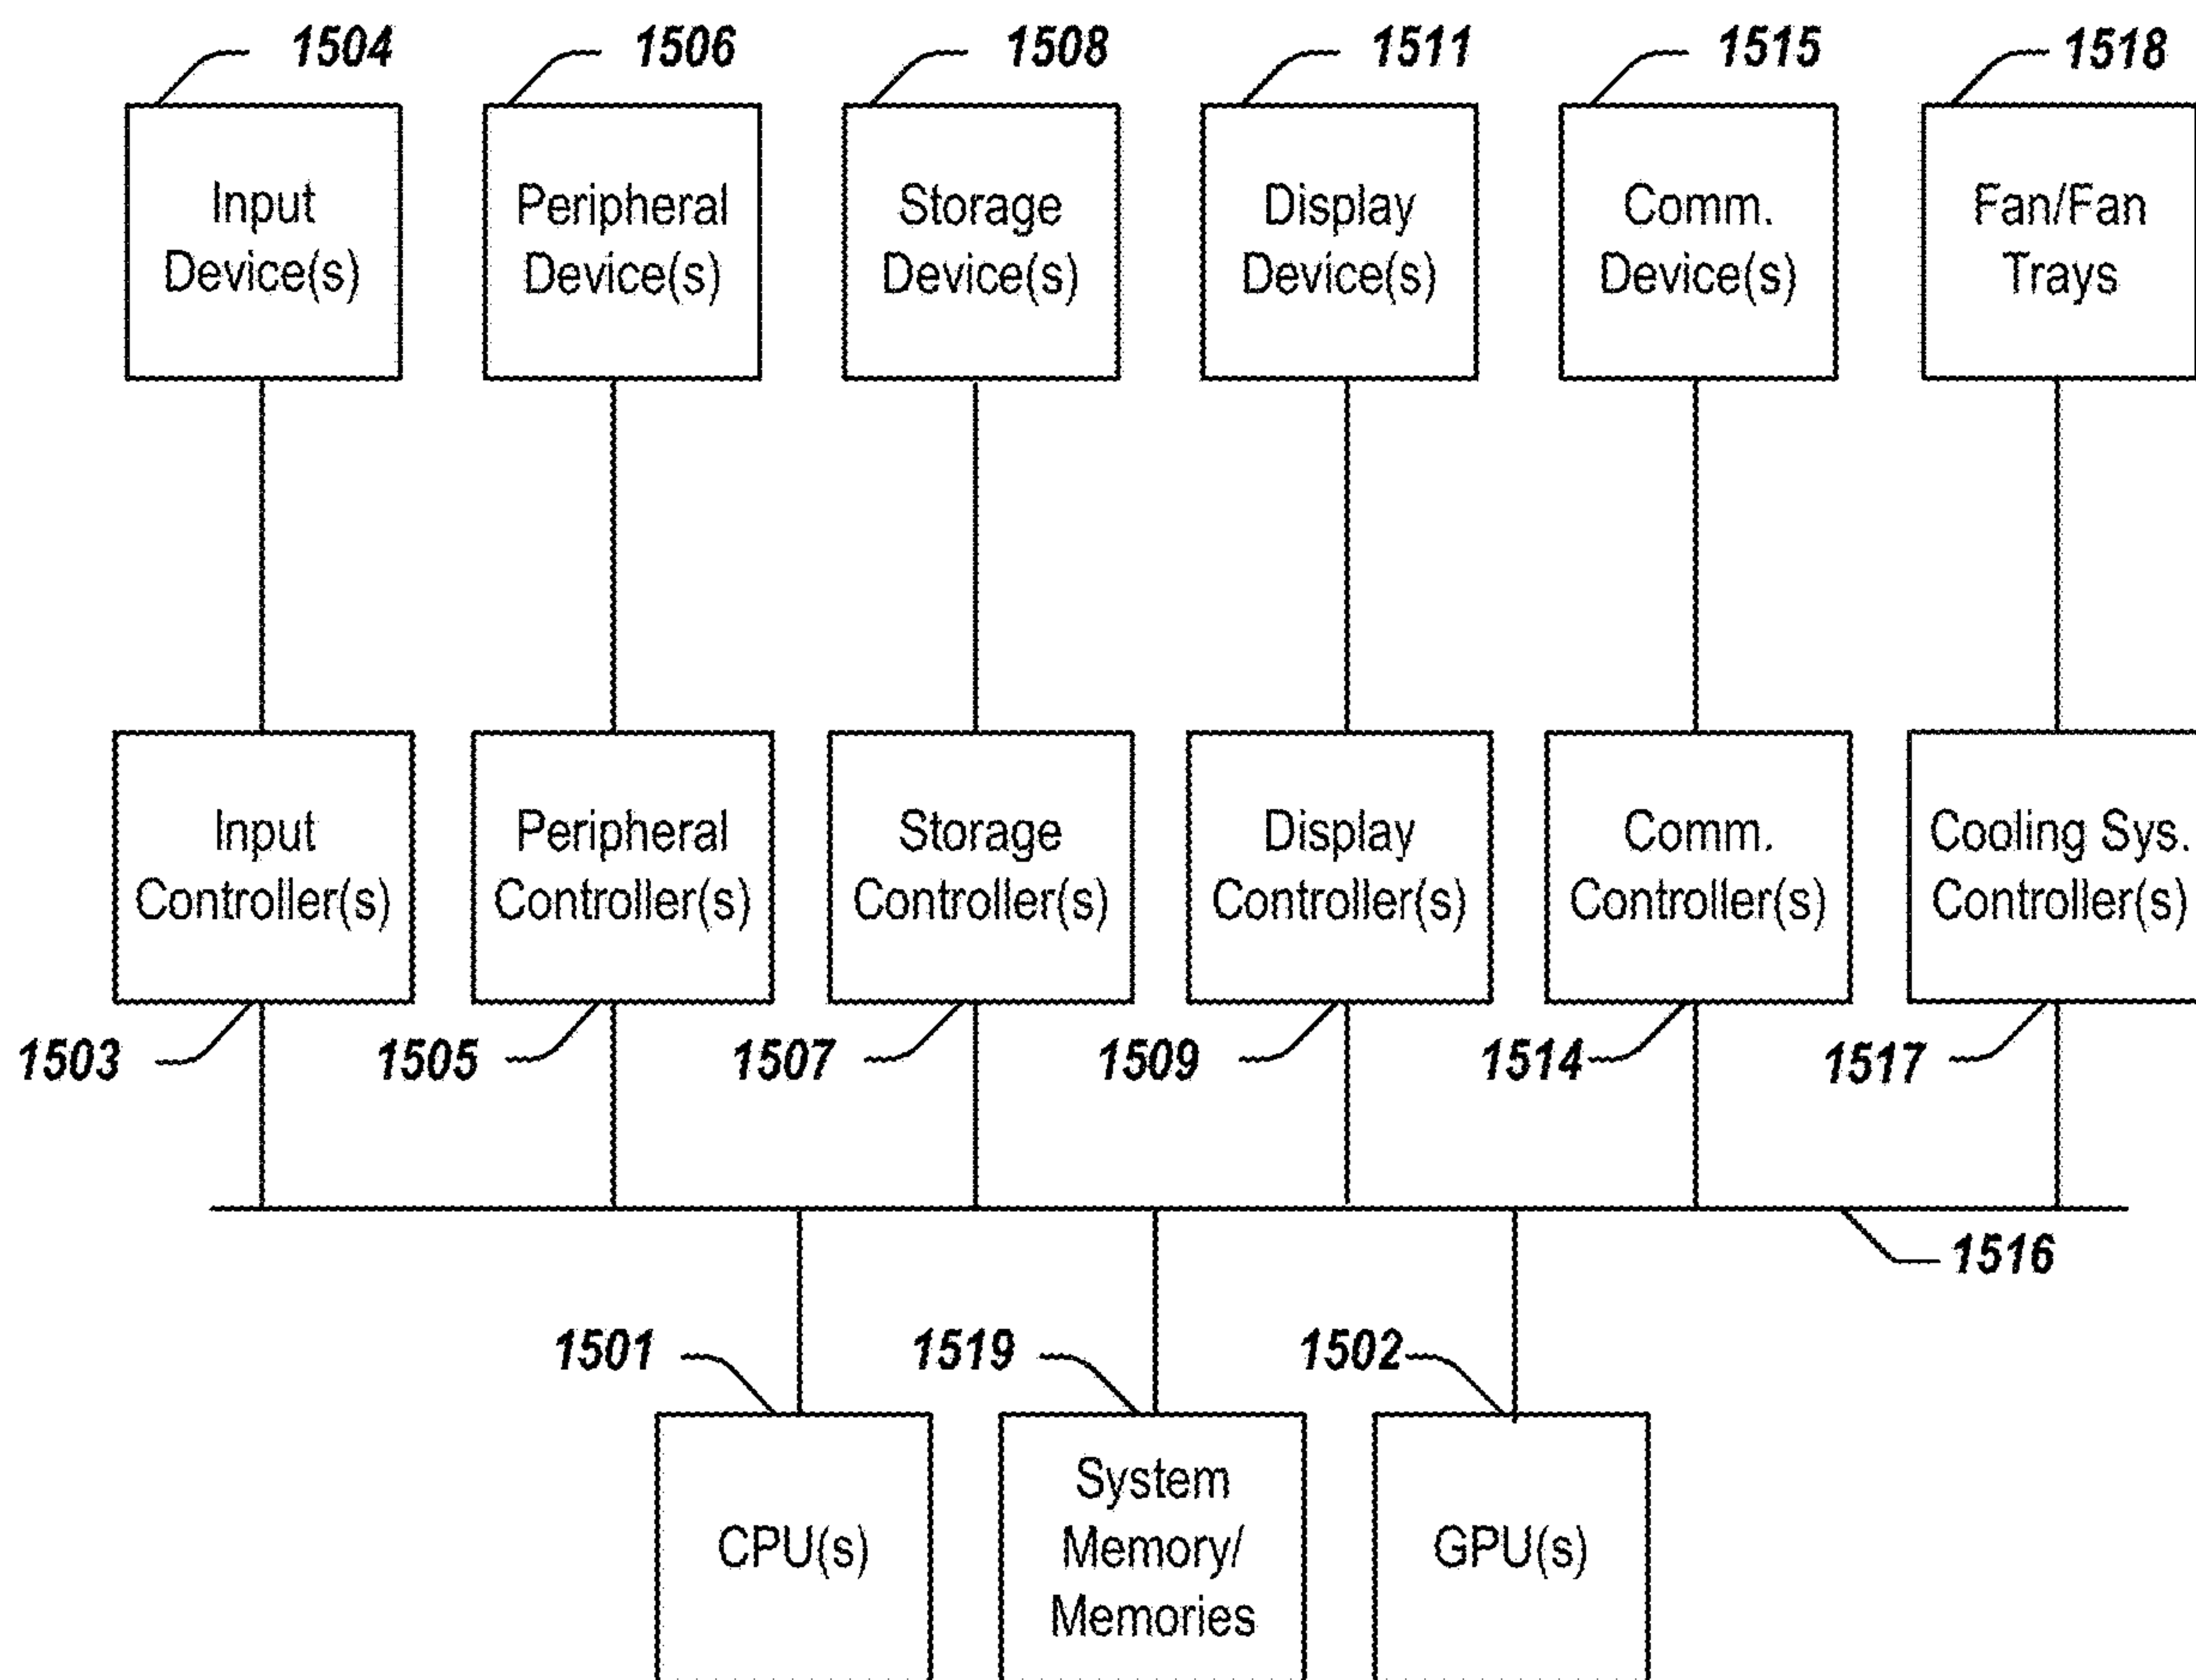 1504
1506
1508
1511
1515
1518
Input
Device(s)
Peripheral
Device(s)
Storage
Device(s)
Display
Device(s)
Comm.
Device(s)
Fan/Fan
Trays
Input
Controller(s)
Peripheral
Controller(s)
Storage
Controller(s)
Display
Controller(s)
Comm.
Controller(s)
Cooling Sys.
Controller(s)
1503
1505
1507
1509
1514
1517
1516
1501
1519
1502
CPU(s)
System
Memory/
Memories
GPU(s)